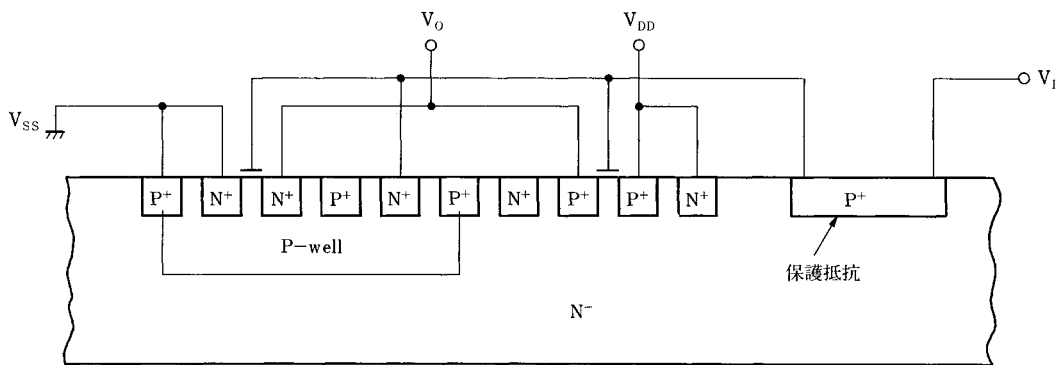 V_O
V_DD
V_I
V_SS
P+ N+ N+ P+ N+ P+ N+ P+ P+ N+ P+
P-well
保護抵抗
N-